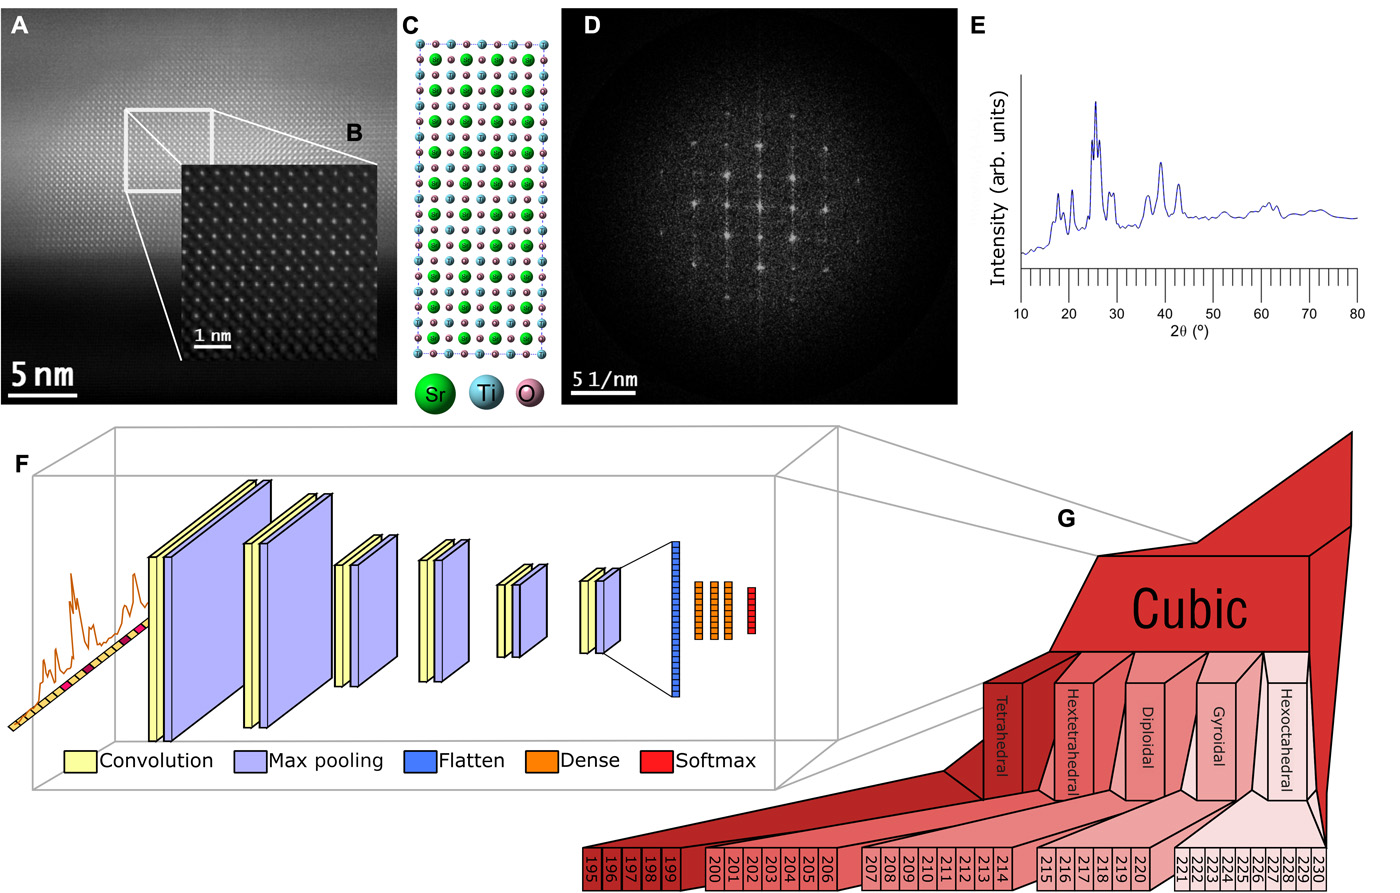 A
B
1 nm
5 nm
C
Sr Ti O
D
5 1/nm
E
Intensity (arb. units)
10 20 30 40 50 60 70 80
2θ (º)
F
Convolution Max pooling Flatten Dense Softmax
G
Cubic
Tetrahedral Hextetrahedral Diploidal Gyroidal Hexoctahedral
195 196 197 198 199 200 201 202 203 204 205 206 207 208 209 210 211 212 213 214 215 216 217 218 219 220 221 222 223 224 225 226 227 228 229 230